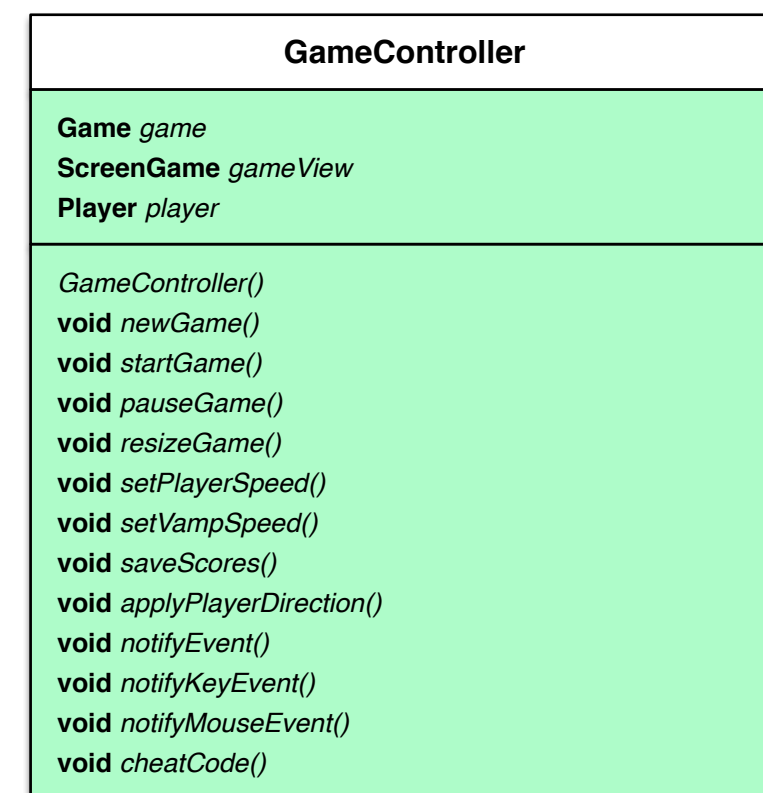 GameController
Game game
ScreenGame gameView
Player player
GameController()
void newGame()
void startGame()
void pauseGame()
void resizeGame()
void setPlayerSpeed()
void setVampSpeed()
void saveScores()
void applyPlayerDirection()
void notifyEvent()
void notifyKeyEvent()
void notifyMouseEvent()
void cheatCode()